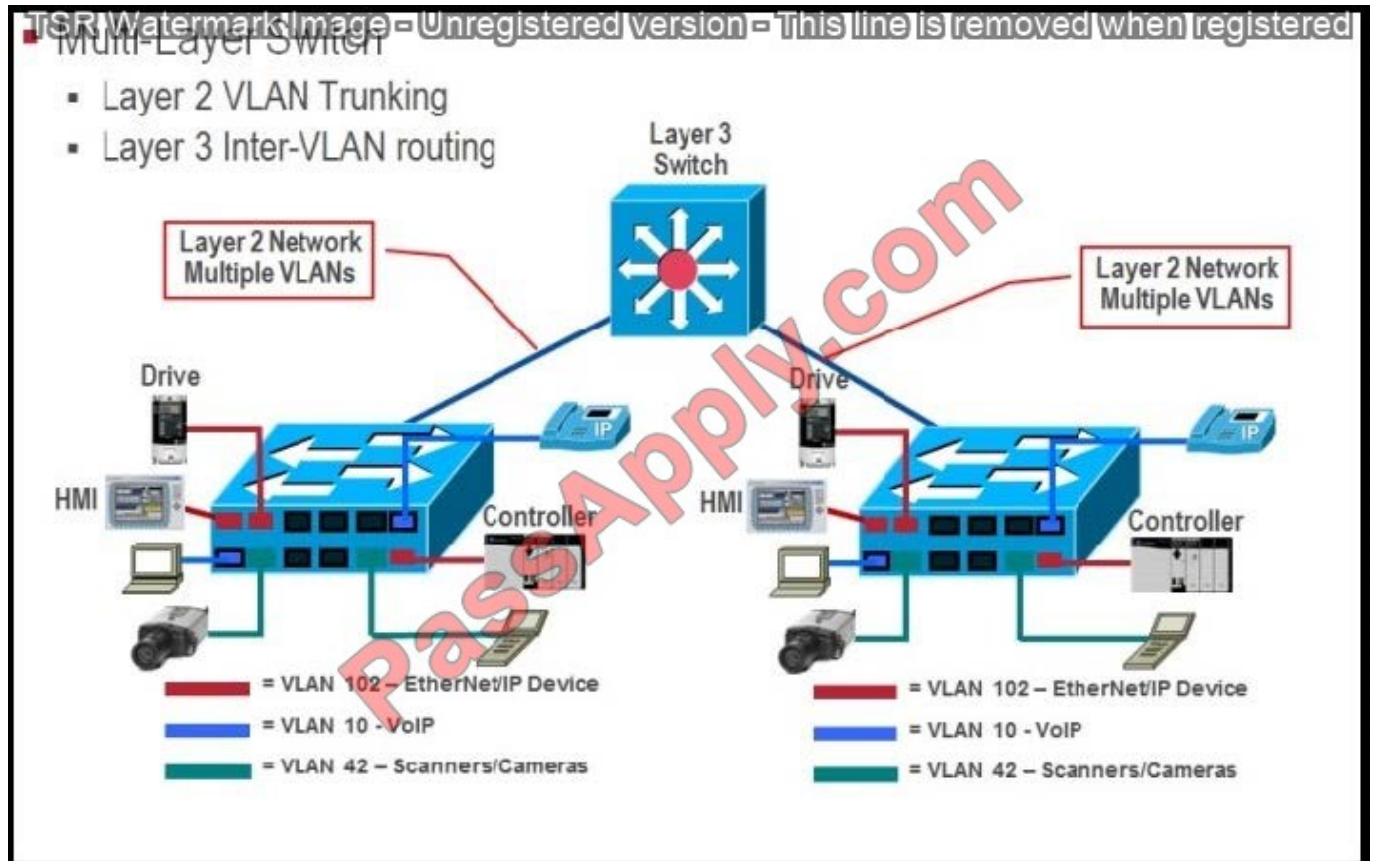 TSR Watermark Image - Unregistered version - This line is removed when registered
Multi-Layer Switch
Layer 2 VLAN Trunking
Layer 3 Inter-VLAN routing
Layer 3
Switch
Layer 2 Network
Multiple VLANs
Layer 2 Network
Multiple VLANs
Drive
Drive
IP
IP
HMI
HMI
Controller
Controller
PassApply.com
= VLAN 102 – EtherNet/IP Device
= VLAN 10 - VoIP
= VLAN 42 – Scanners/Cameras
= VLAN 102 – EtherNet/IP Device
= VLAN 10 - VoIP
= VLAN 42 – Scanners/Cameras